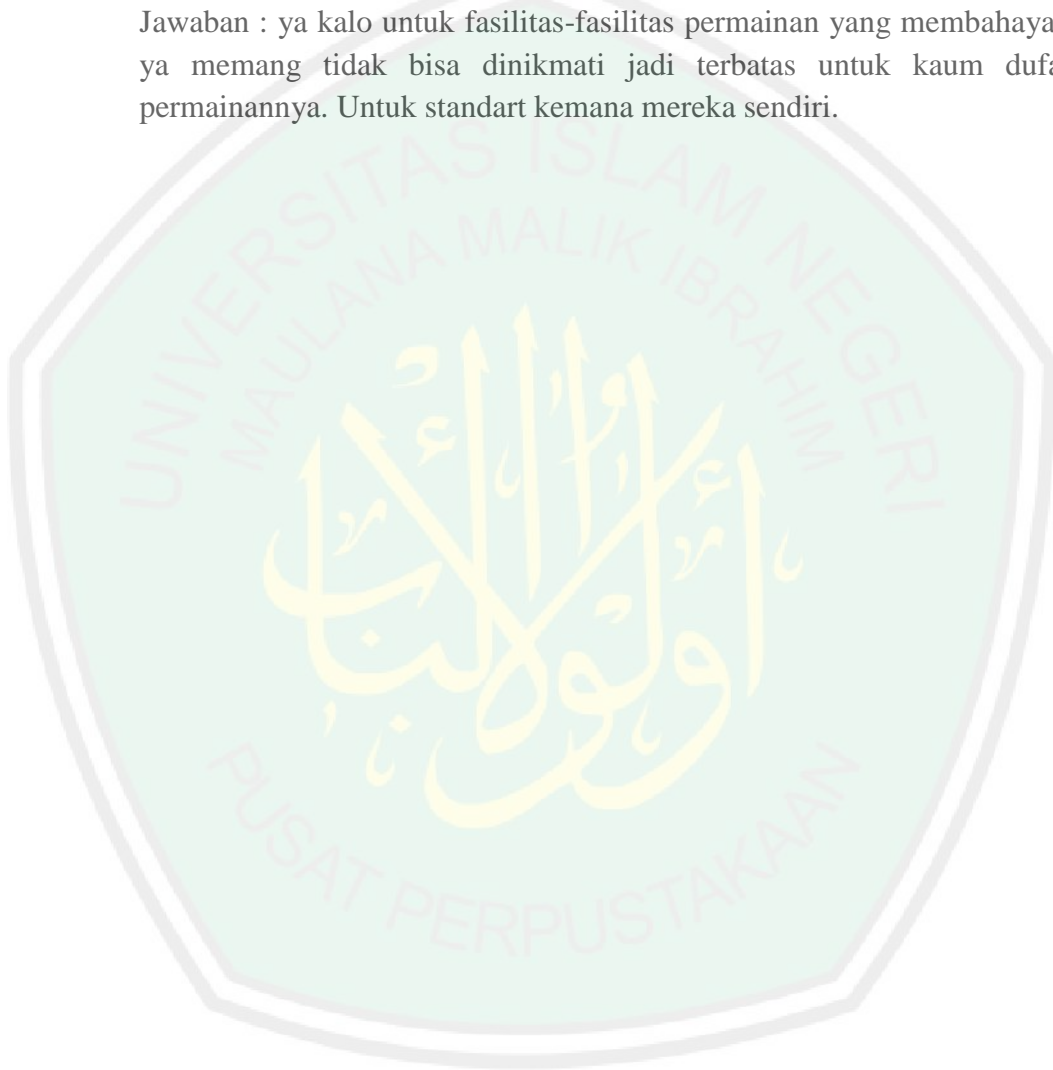 Jawaban : ya kalo untuk fasilitas-fasilitas permainan yang
ya memang tidak bisa dinikmati jadi terbatas untuk kaum
permainannya. Untuk standart kemana mereka sendiri.
UNIVERSITAS ISLAM NEGERI
MAULANA MALIK IBRAHIM
PUSAT PERPUSTAKAAN